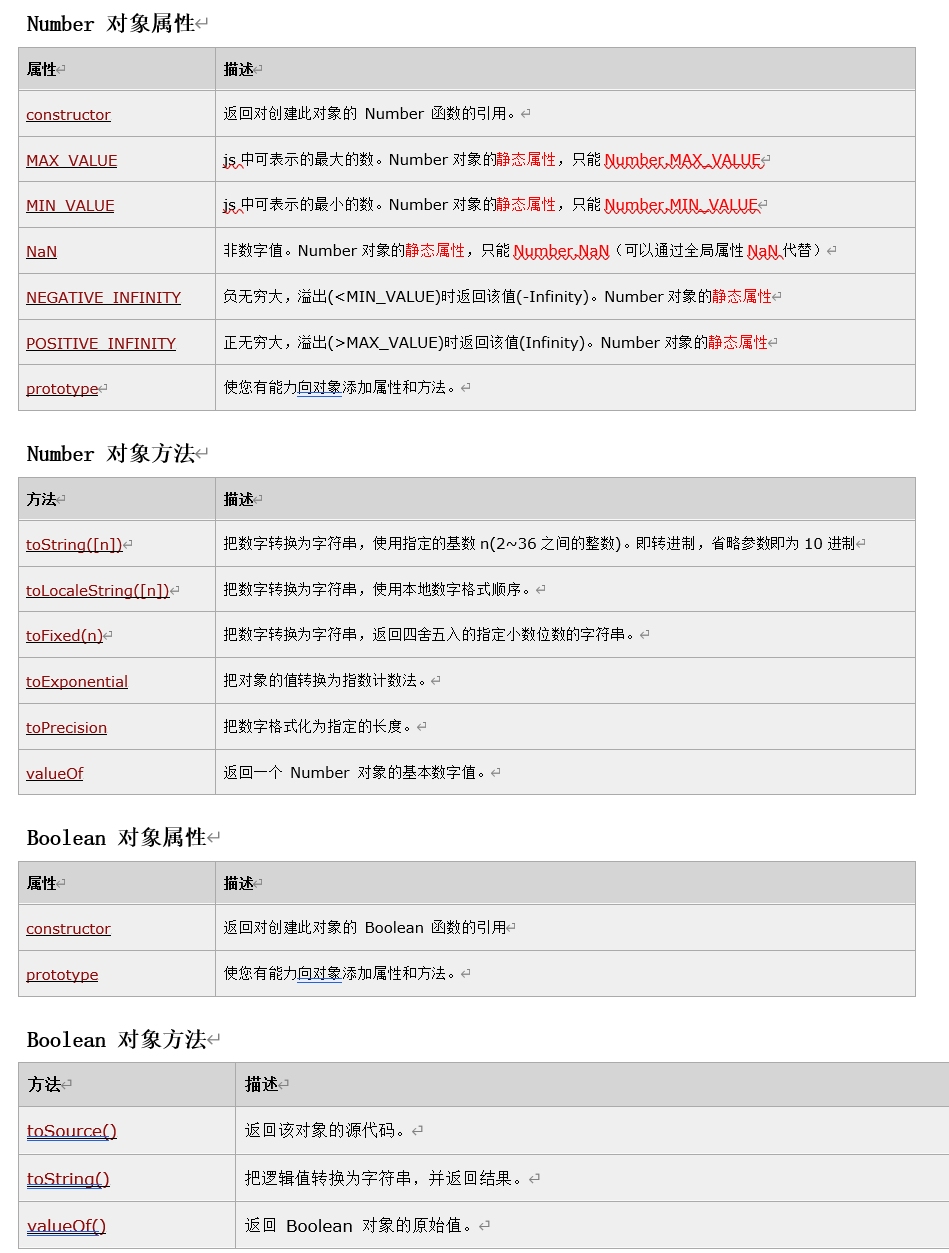 Number 对象属性
属性 描述
constructor 返回对创建此对象的 Number 函数的引用。
MAX_VALUE js 中可表示的最大的数。Number 对象的静态属性，只能 Number.MAX_VALUE
MIN_VALUE js 中可表示的最小的数。Number 对象的静态属性，只能 Number.MIN_VALUE
NaN 非数字值。Number 对象的静态属性，只能 Number.NaN（可以通过全局属性 NaN 代替）
NEGATIVE_INFINITY 负无穷大，溢出(<MIN_VALUE)时返回该值(-Infinity)。Number 对象的静态属性
POSITIVE_INFINITY 正无穷大，溢出(>MAX_VALUE)时返回该值(Infinity)。Number 对象的静态属性
prototype 使您有能力向对象添加属性和方法。
Number 对象方法
方法 描述
toString([n]) 把数字转换为字符串，使用指定的基数 n(2~36 之间的整数)。即转进制，省略参数即为 10 进制
toLocaleString([n]) 把数字转换为字符串，使用本地数字格式顺序。
toFixed(n) 把数字转换为字符串，返回四舍五入的指定小数位数的字符串。
toExponential 把对象的值转换为指数计数法。
toPrecision 把数字格式化为指定的长度。
valueOf 返回一个 Number 对象的基本数字值。
Boolean 对象属性
属性 描述
constructor 返回对创建此对象的 Boolean 函数的引用
prototype 使您有能力向对象添加属性和方法。
Boolean 对象方法
方法 描述
toSource() 返回该对象的源代码。
toString() 把逻辑值转换为字符串，并返回结果。
valueOf() 返回 Boolean 对象的原始值。